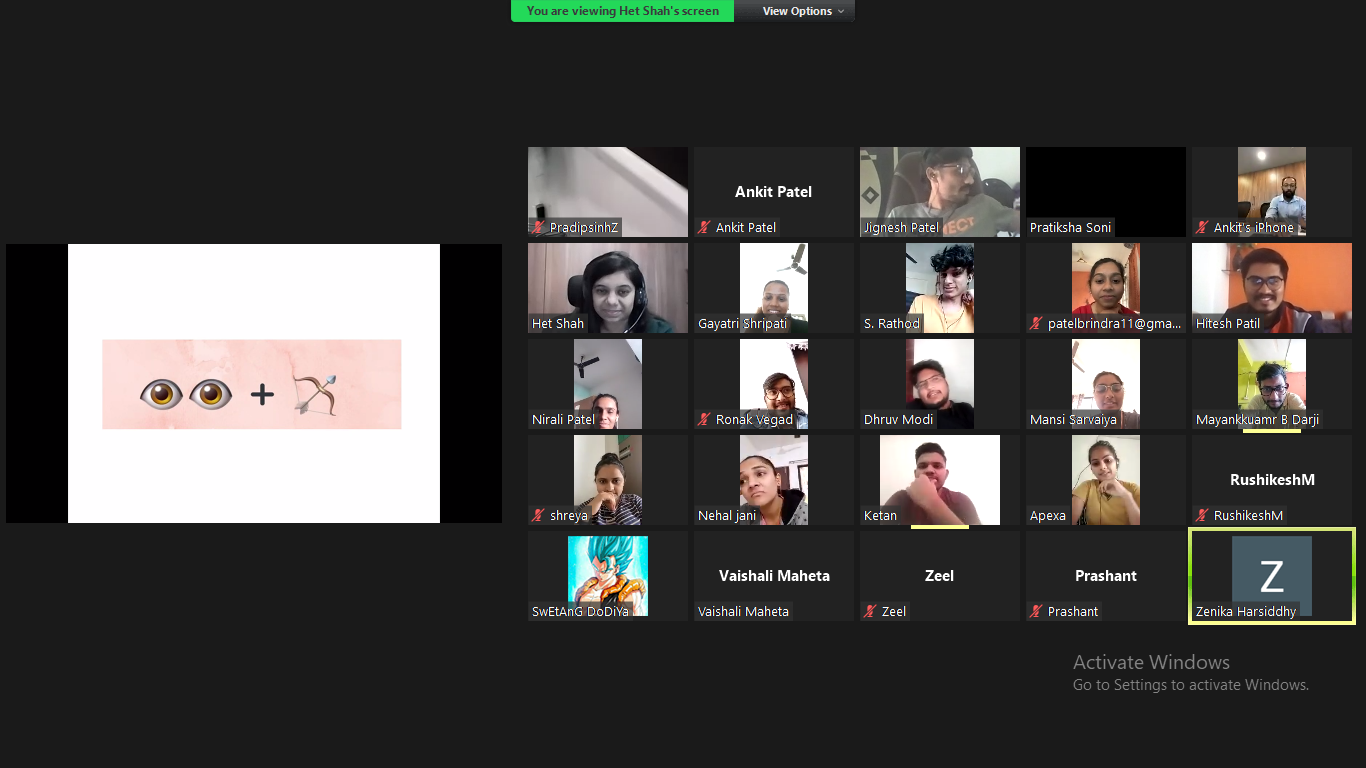 You are viewing Het Shah's screen
View Options
PradipsinhZ
Ankit Patel
Ankit Patel
Jignesh Patel
Pratiksha Soni
Ankit's iPhone
Het Shah
Gayatri Shripati
S. Rathod
patelbrindra11@gma...
Hitesh Patil
Nirali Patel
Ronak Vegad
Dhruv Modi
Mansi Sarvaiya
Mayankkuamr B Darji
shreya
Nehal jani
Ketan
Apexa
RushikeshM
RushikeshM
SwEtAnG DoDiYa
Vaishali Maheta
Vaishali Maheta
Zeel
Zeel
Prashant
Prashant
Z
Zenika Harsiddhy
Activate Windows
Go to Settings to activate Windows.